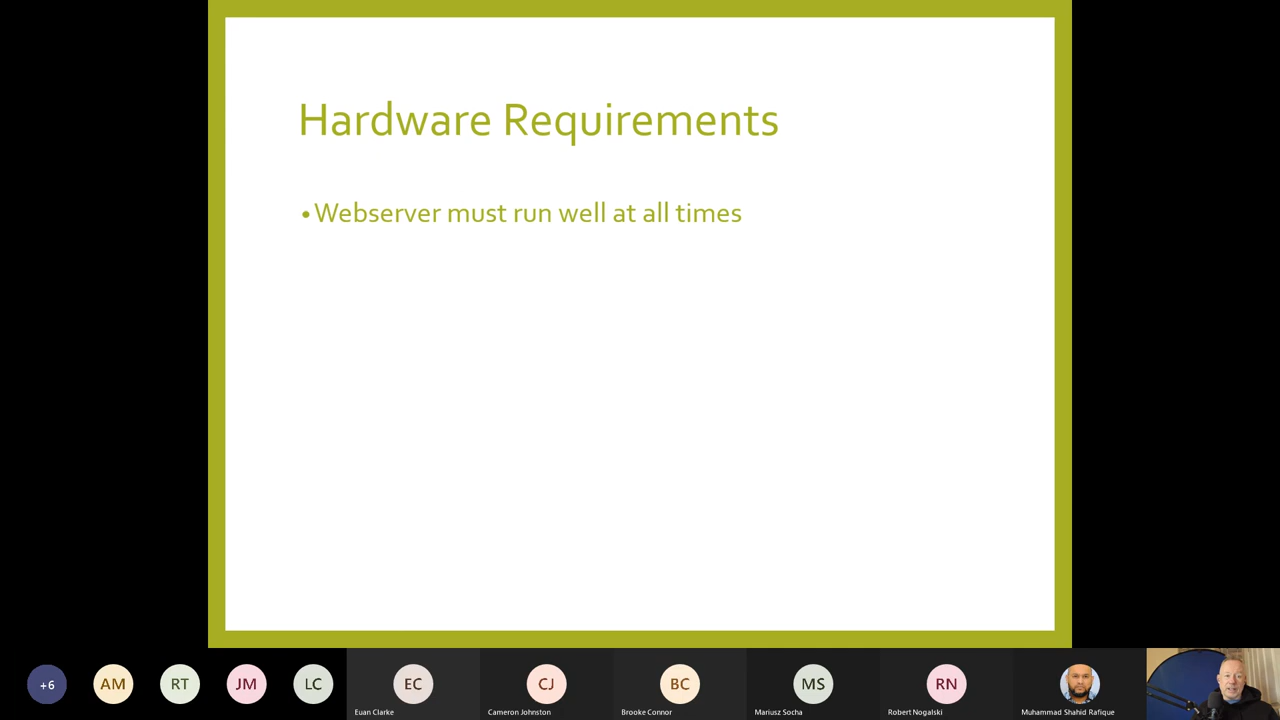 Hardware Requirements
• Webserver must run well at all times
+6
AM
RT
JM
LC
EC
CJ
BC
MS
RN
Euan Clarke
Cameron Johnston
Brooke Connor
Mariusz Socha
Robert Nogalski
Muhammad Shahid Rafique